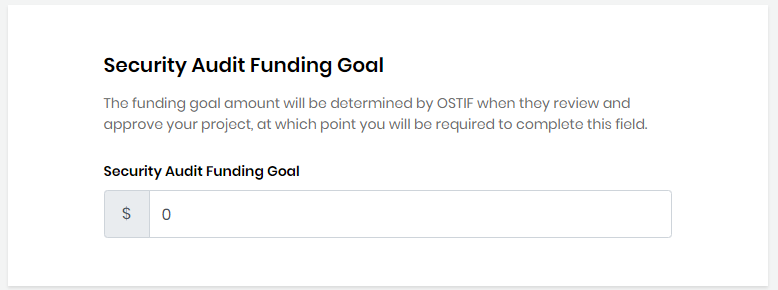 Security Audit Funding Goal
The funding goal amount will be determined by OSTIF when they review and
approve your project, at which point you will be required to complete this field.
Security Audit Funding Goal
$ 0